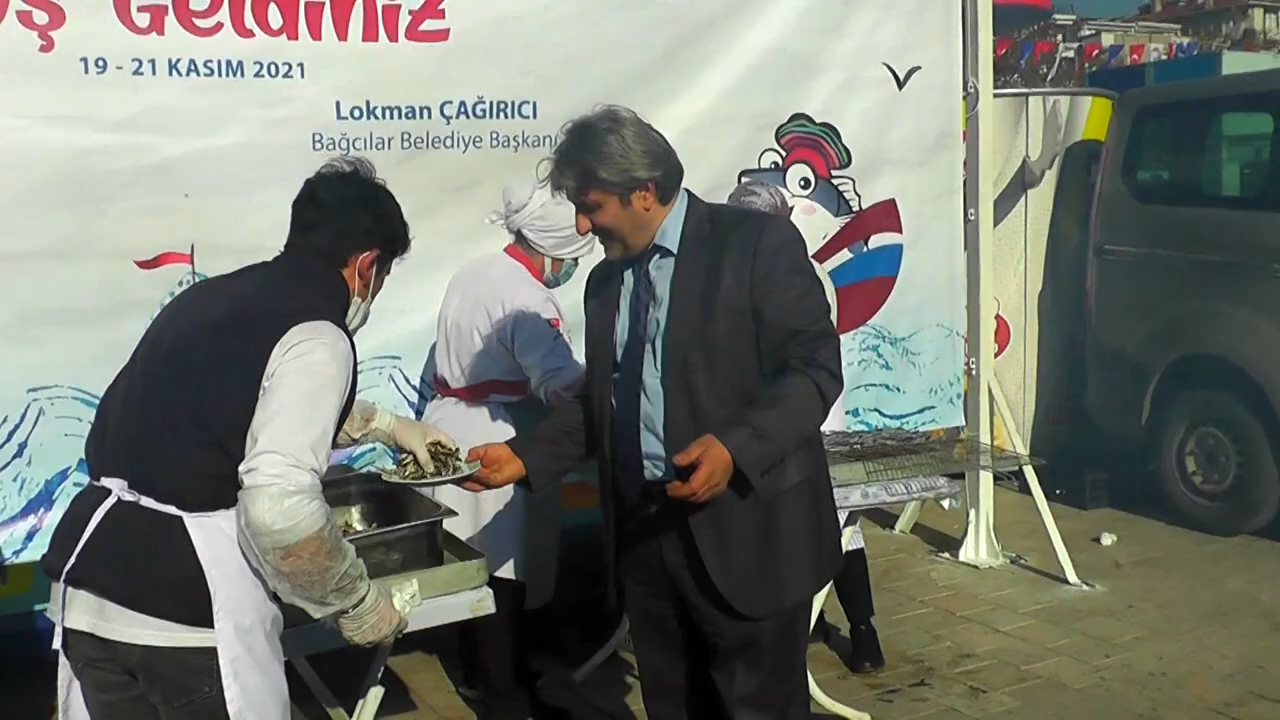 Geldiniz
19 - 21 KASIM 2021
Lokman ÇAĞIRICI
Bağcılar Belediye Başkanı